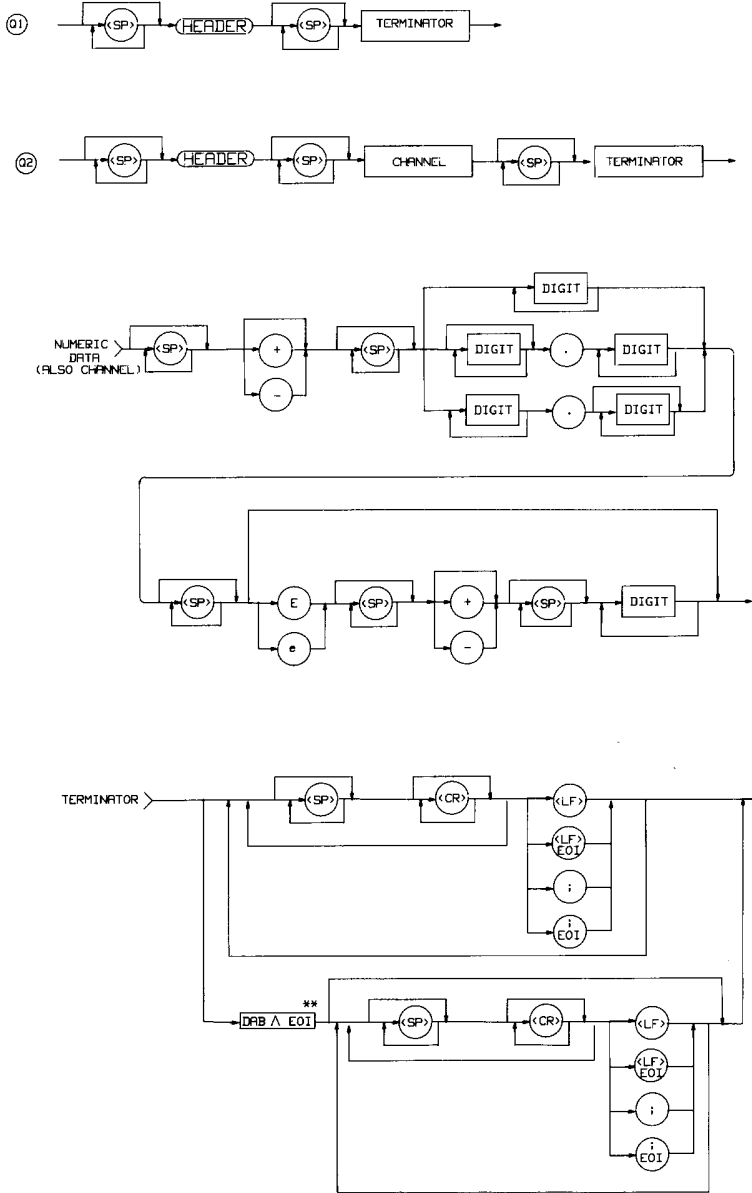 Q1 <SP> HEADER <SP> TERMINATOR
Q2 <SP> HEADER <SP> CHANNEL <SP> TERMINATOR
DIGIT
NUMERIC
DATA
(ALSO CHANNEL)
<SP> + <SP> DIGIT . DIGIT
- DIGIT . DIGIT
<SP> E <SP> + <SP> DIGIT
e -
TERMINATOR <SP> <CR> <LF>
<LF>
EOI
;
;
EOI
**
DAB ∧ EOI <SP> <CR> <LF>
<LF>
EOI
;
;
EOI